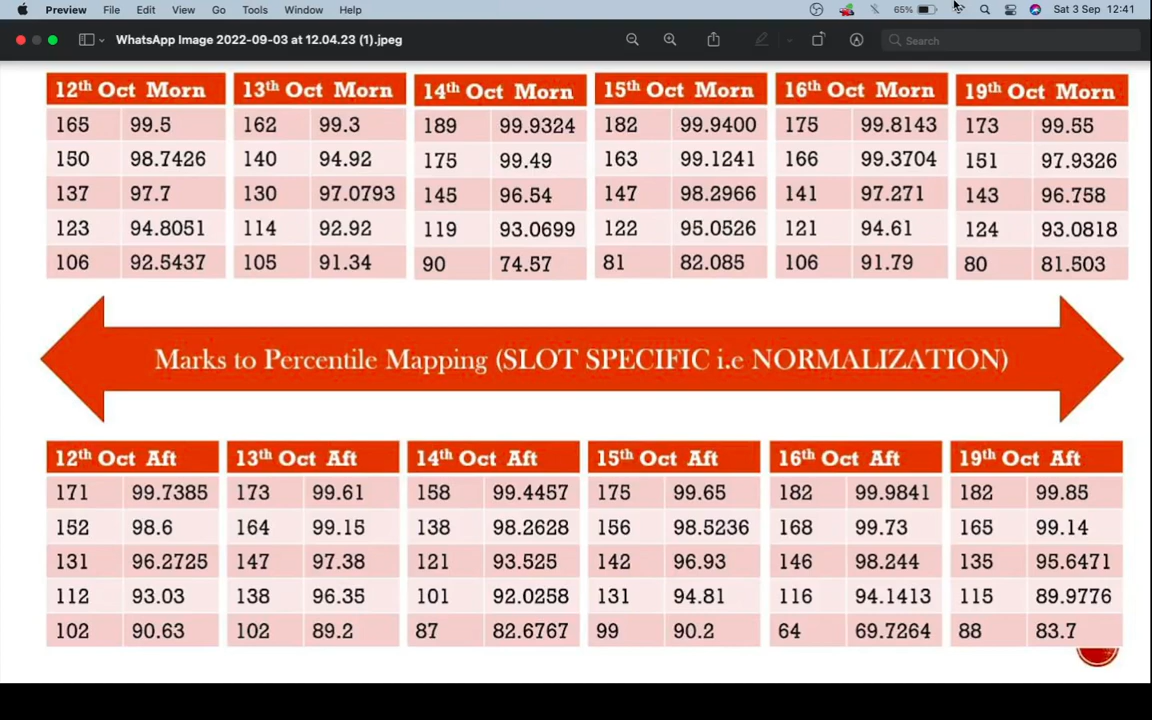 Preview File Edit View Go Tools Window Help 65% Sat 3 Sep 12:41
WhatsApp Image 2022-09-03 at 12.04.23 (1).jpeg Search
12th Oct Morn 13th Oct Morn 14th Oct Morn 15th Oct Morn 16th Oct Morn 19th Oct Morn
165 99.5 162 99.3 189 99.9324 182 99.9400 175 99.8143 173 99.55
150 98.7426 140 94.92 175 99.49 163 99.1241 166 99.3704 151 97.9326
137 97.7 130 97.0793 145 96.54 147 98.2966 141 97.271 143 96.758
123 94.8051 114 92.92 119 93.0699 122 95.0526 121 94.61 124 93.0818
106 92.5437 105 91.34 90 74.57 81 82.085 106 91.79 80 81.503
Marks to Percentile Mapping (SLOT SPECIFIC i.e NORMALIZATION)
12th Oct Aft 13th Oct Aft 14th Oct Aft 15th Oct Aft 16th Oct Aft 19th Oct Aft
171 99.7385 173 99.61 158 99.4457 175 99.65 182 99.9841 182 99.85
152 98.6 164 99.15 138 98.2628 156 98.5236 168 99.73 165 99.14
131 96.2725 147 97.38 121 93.525 142 96.93 146 98.244 135 95.6471
112 93.03 138 96.35 101 92.0258 131 94.81 116 94.1413 115 89.9776
102 90.63 102 89.2 87 82.6767 99 90.2 64 69.7264 88 83.7